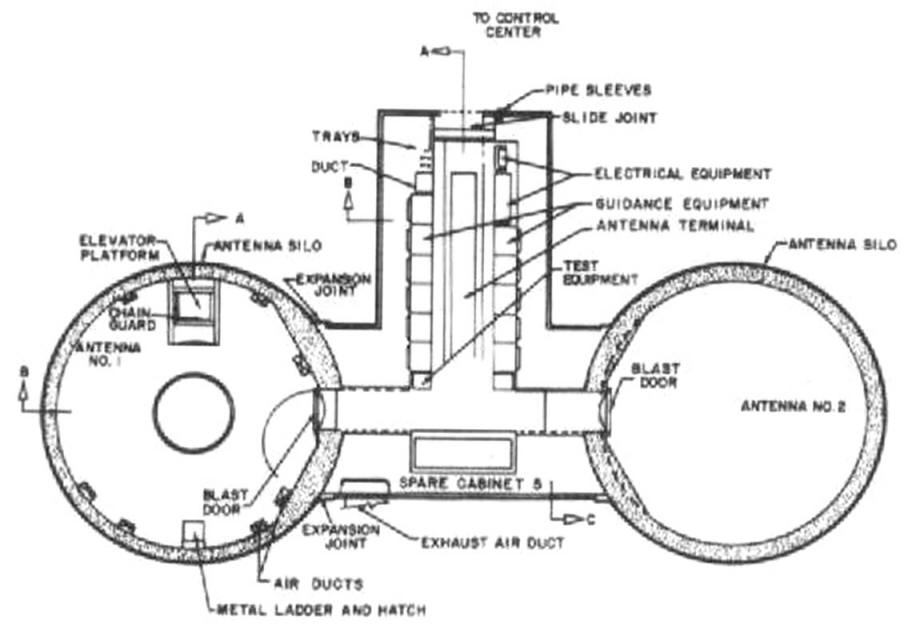 TO CONTROL
CENTER
A
PIPE SLEEVES
SLIDE JOINT
TRAYS
DUCT
B
ELECTRICAL EQUIPMENT
GUIDANCE EQUIPMENT
ANTENNA TERMINAL
TEST
EQUIPMENT
A
ELEVATOR
PLATFORM
ANTENNA SILO
EXPANSION
JOINT
ANTENNA SILO
CHAIN
GUARD
ANTENNA
NO. 1
B
BLAST
DOOR
ANTENNA NO. 2
SPARE CABINET 5
BLAST
DOOR
C
EXPANSION
JOINT
EXHAUST AIR DUCT
AIR DUCTS
METAL LADDER AND HATCH